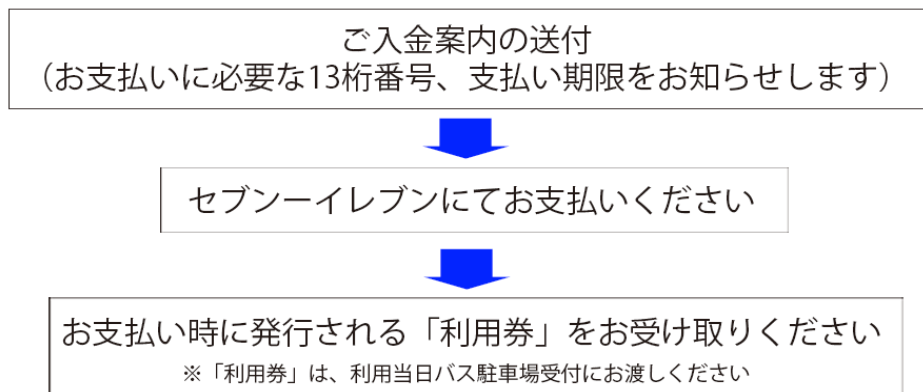 ご入金案内の送付
（お支払いに必要な13桁番号、支払い期限をお知らせします）
セブンーイレブンにてお支払いください
お支払い時に発行される「利用券」をお受け取りください
※「利用券」は、利用当日バス駐車場受付にお渡しください